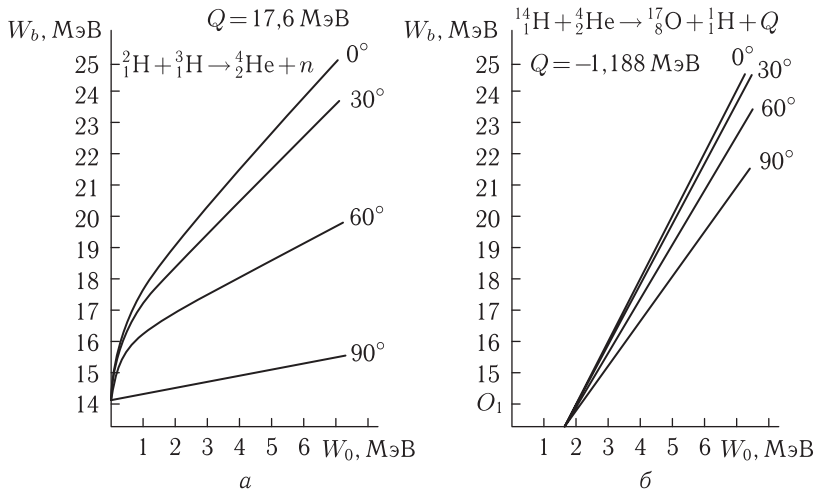 Q = 17,6 МэВ
W_b, МэВ
²₁H + ³₁H → ⁴₂He + n
0°
30°
60°
90°
25
24
23
22
21
20
19
18
17
16
15
14
1 2 3 4 5 6 W₀, МэВ
а
¹⁴₁H + ⁴₂He → ¹⁷₈O + ¹₁H + Q
W_b, МэВ
Q = −1,188 МэВ
0°
30°
60°
90°
25
24
23
22
21
20
19
18
17
16
15
O₁
1 2 3 4 5 6 W₀, МэВ
б